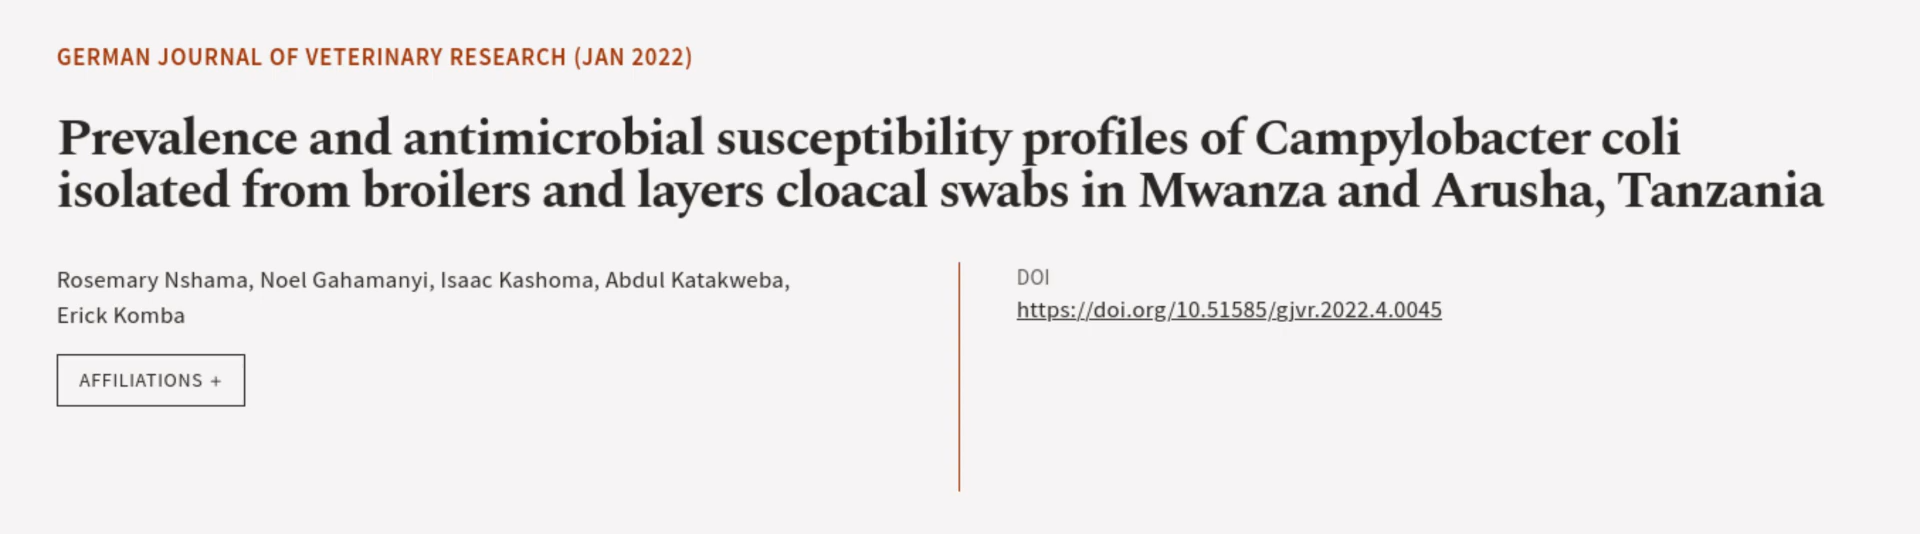 GERMAN JOURNAL OF VETERINARY RESEARCH (JAN 2022)
Prevalence and antimicrobial susceptibility profiles of Campylobacter coli
isolated from broilers and layers cloacal swabs in Mwanza and Arusha, Tanzania
Rosemary Nshama, Noel Gahamanyi, Isaac Kashoma, Abdul Katakweba,
Erick Komba
AFFILIATIONS +
DOI
https://doi.org/10.51585/gjvr.2022.4.0045